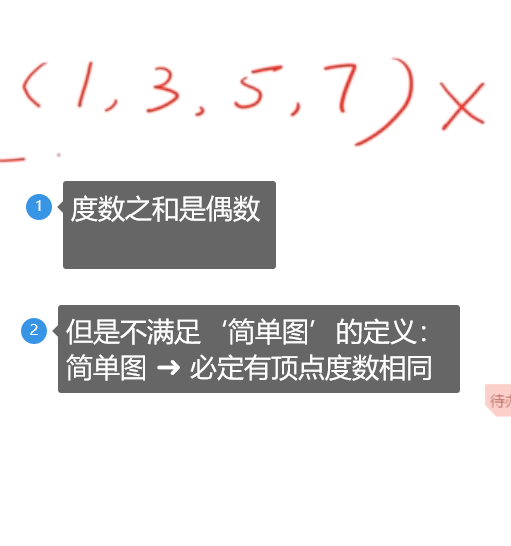 (1,3,5,7) ×
1
度数之和是偶数
2
但是不满足‘简单图’的定义：
简单图 ➜ 必定有顶点度数相同
待